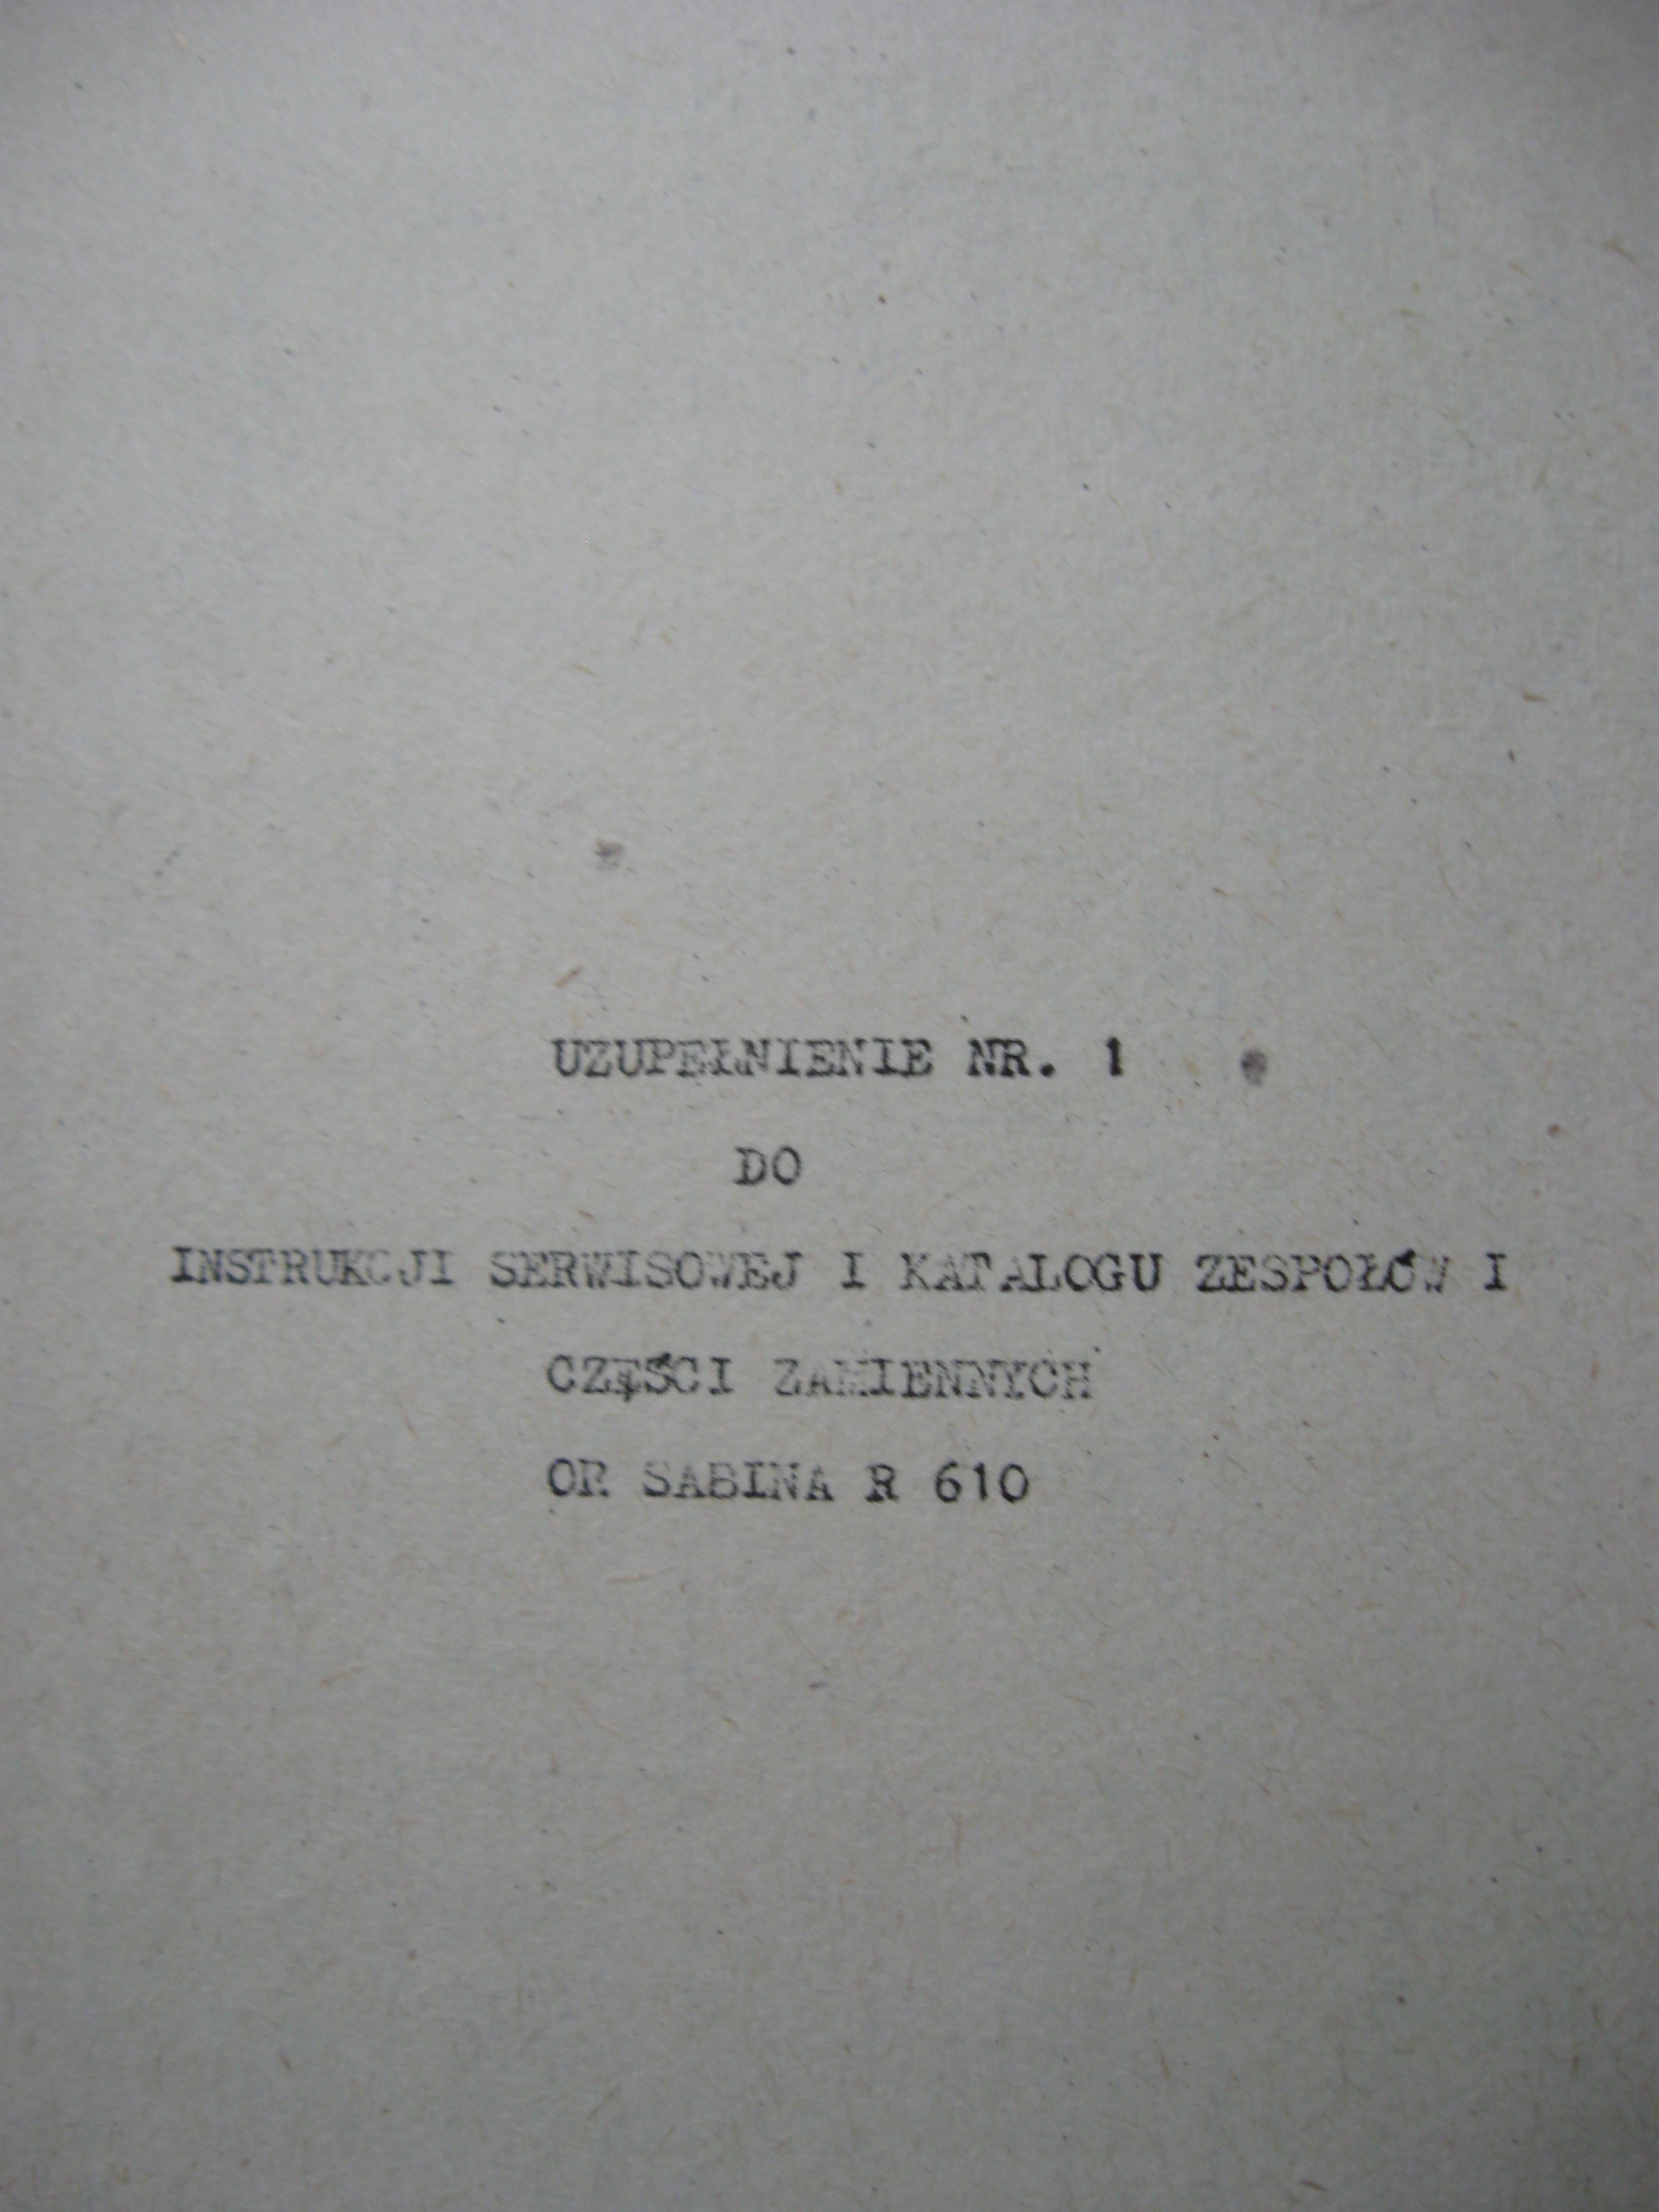 UZUPEŁNIENIE NR. 1
DO
INSTRUKCJI SERWISOWEJ I KATALOGU ZESPOŁÓW I
CZĘŚCI ZAMIENNYCH
OR SABINA R 610